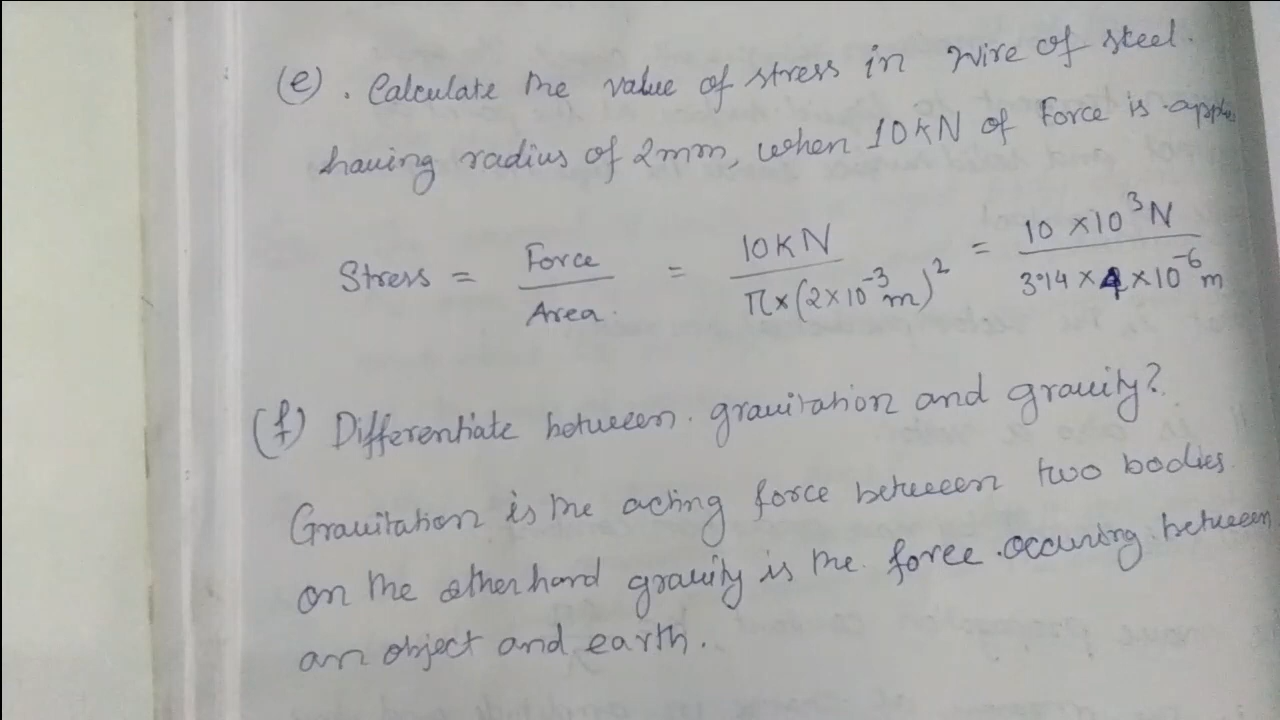 (e). Calculate the value of stress in wire of steel.
having radius of 2mm, when 10KN of Force is
Stress = Force/Area. = 10KN/π×(2×10⁻³m)² = 10×10³N/3·14×4×10⁻⁶m
(f) Differentiate between. gravitation and gravity?
Gravitation is the acting force between two bodies
on the other hand gravity is the force occuring between
an object and earth.